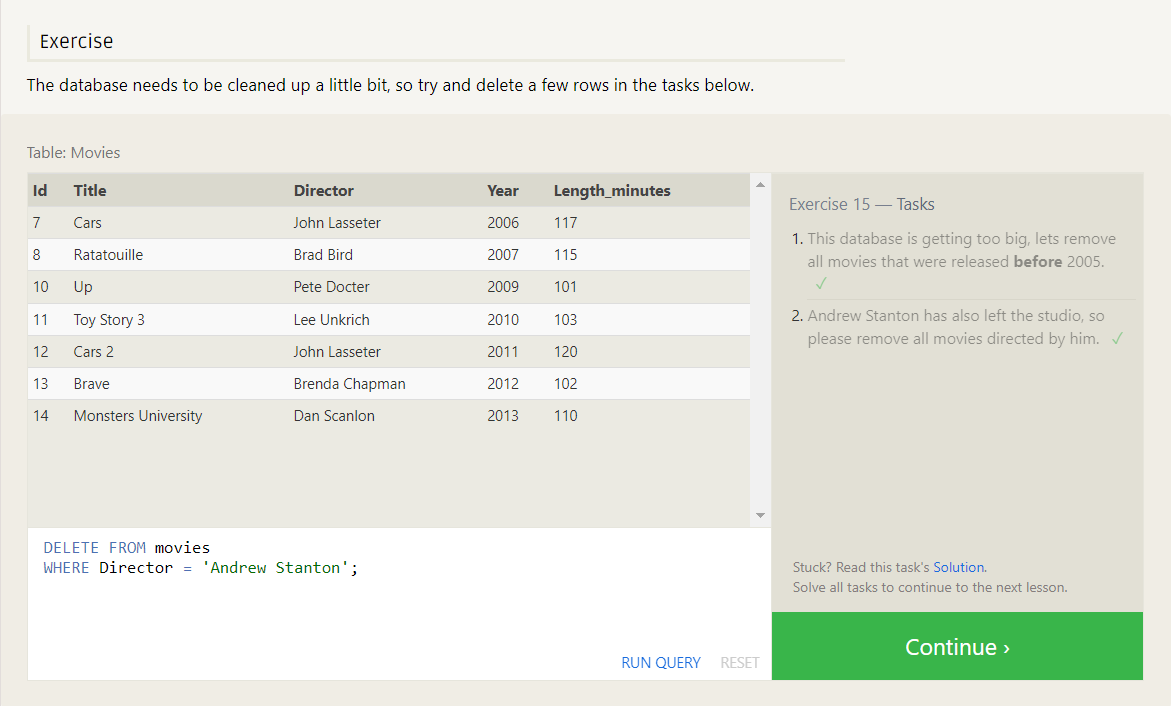 Exercise
The database needs to be cleaned up a little bit, so try and delete a few rows in the tasks below.
Table: Movies
Id Title Director Year Length_minutes
7 Cars John Lasseter 2006 117
8 Ratatouille Brad Bird 2007 115
10 Up Pete Docter 2009 101
11 Toy Story 3 Lee Unkrich 2010 103
12 Cars 2 John Lasseter 2011 120
13 Brave Brenda Chapman 2012 102
14 Monsters University Dan Scanlon 2013 110
DELETE FROM movies
WHERE Director = 'Andrew Stanton';
RUN QUERY RESET
Exercise 15 — Tasks
1. This database is getting too big, lets remove
all movies that were released before 2005.
✓
2. Andrew Stanton has also left the studio, so
please remove all movies directed by him. ✓
Stuck? Read this task's Solution.
Solve all tasks to continue to the next lesson.
Continue ›